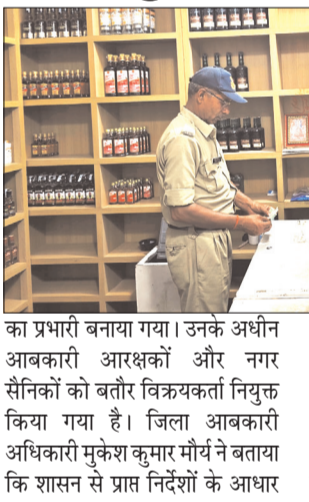 का प्रभारी बनाया गया। उनके अधीन
आबकारी आरक्षकों और नगर
सैनिकों को बतौर विक्रयकर्ता नियुक्त
किया गया है। जिला आबकारी
अधिकारी मुकेश कुमार मौर्य ने बताया
कि शासन से प्राप्त निर्देशों के आधार